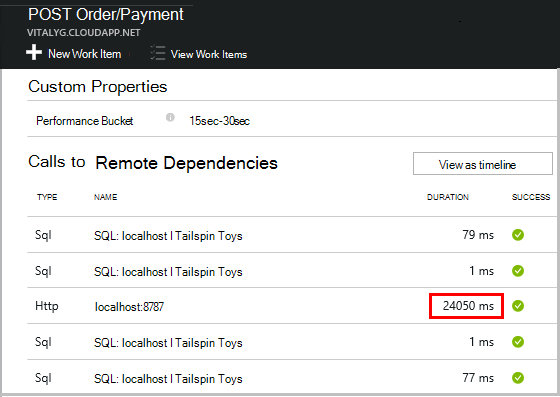 POST Order/Payment
VITALYG.CLOUDAPP.NET
New Work Item View Work Items
Custom Properties
Performance Bucket 15sec-30sec
Calls to Remote Dependencies View as timeline
TYPE NAME DURATION SUCCESS
Sql SQL: localhost | Tailspin Toys 79 ms
Sql SQL: localhost | Tailspin Toys 1 ms
Http localhost:8787 24050 ms
Sql SQL: localhost | Tailspin Toys 1 ms
Sql SQL: localhost | Tailspin Toys 77 ms